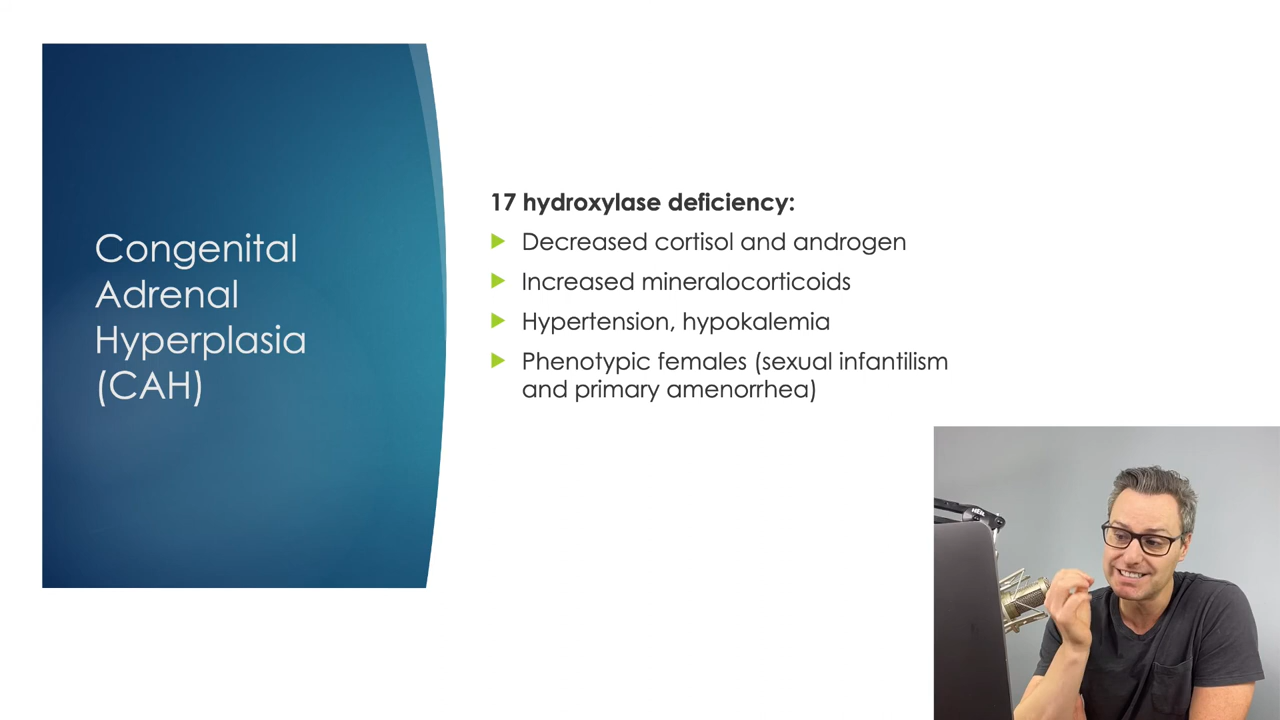 Congenital
Adrenal
Hyperplasia
(CAH)
17 hydroxylase deficiency:
Decreased cortisol and androgen
Increased mineralocorticoids
Hypertension, hypokalemia
Phenotypic females (sexual infantilism
and primary amenorrhea)
HEIL